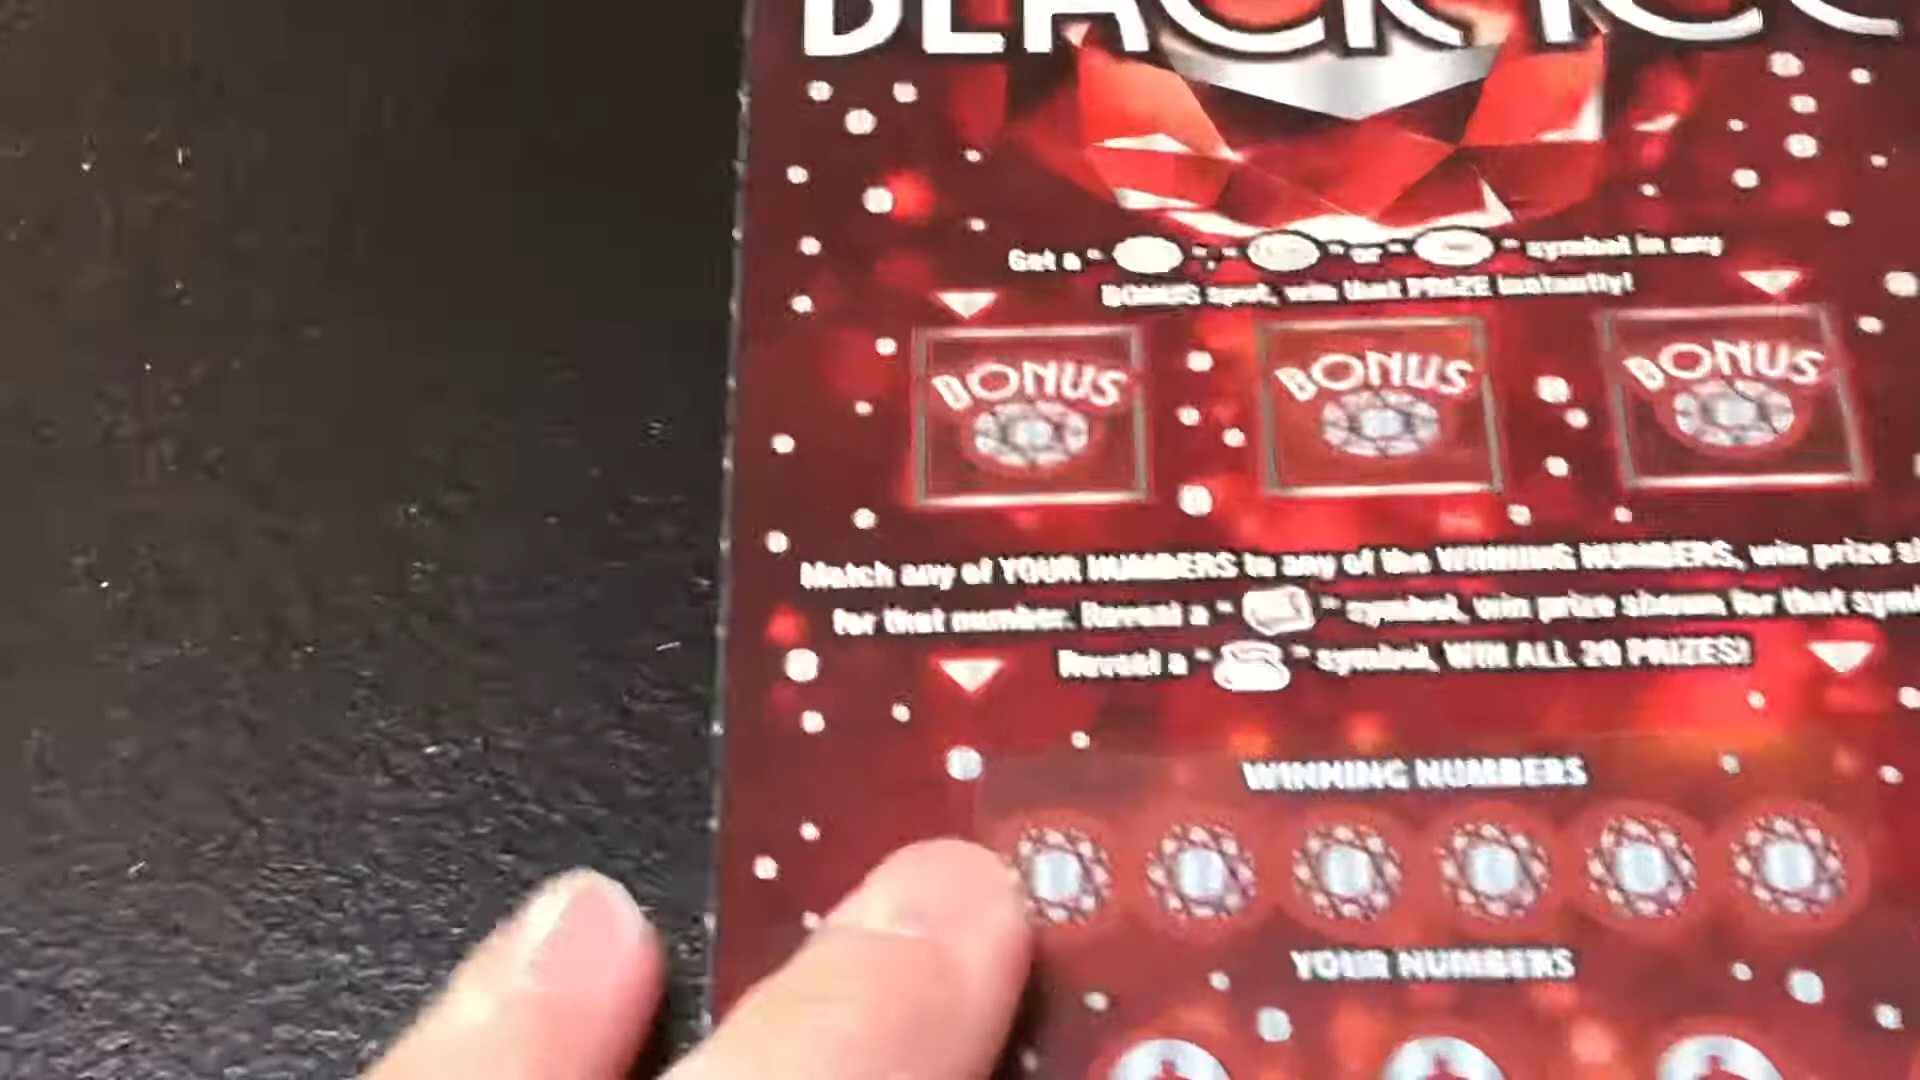 BLACK ICE
Get a " ", " " or " " symbol in any
BONUS spot, win that PRIZE instantly!
BONUS BONUS BONUS
Match any of YOUR NUMBERS to any of the WINNING NUMBERS, win prize
for that number. Reveal a " " symbol, win prize shown for that
Reveal a " " symbol, WIN ALL 20 PRIZES!
WINNING NUMBERS
YOUR NUMBERS